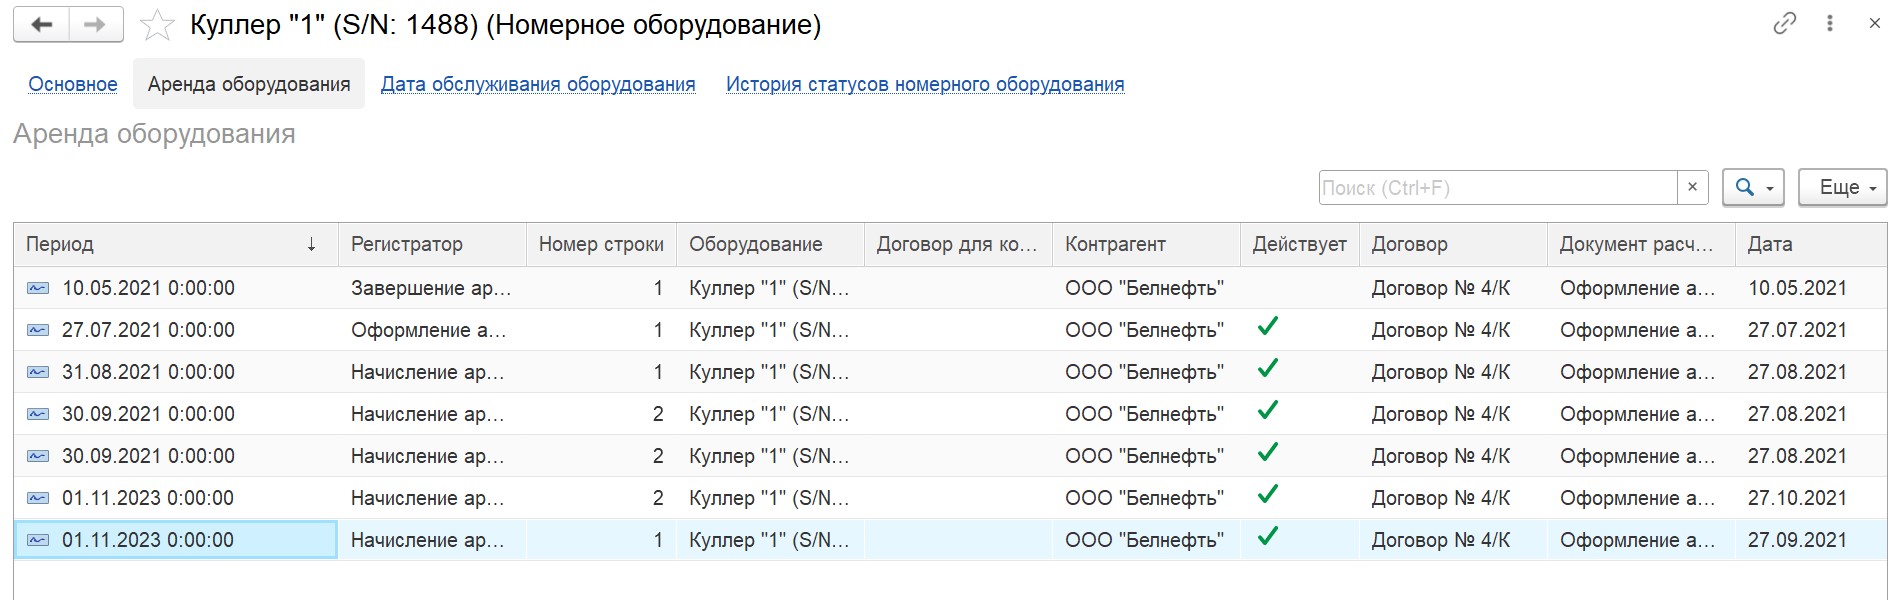 Куллер "1" (S/N: 1488) (Номерное оборудование)
Основное Аренда оборудования Дата обслуживания оборудования История статусов номерного оборудования
Аренда оборудования
Поиск (Ctrl+F) × Еще
Период ↓ Регистратор Номер строки Оборудование Договор для ко... Контрагент Действует Договор Документ расч... Дата
10.05.2021 0:00:00 Завершение ар... 1 Куллер "1" (S/N... ООО "Белнефть" Договор № 4/К Оформление а... 10.05.2021
27.07.2021 0:00:00 Оформление а... 1 Куллер "1" (S/N... ООО "Белнефть" Договор № 4/К Оформление а... 27.07.2021
31.08.2021 0:00:00 Начисление ар... 1 Куллер "1" (S/N... ООО "Белнефть" Договор № 4/К Оформление а... 27.08.2021
30.09.2021 0:00:00 Начисление ар... 2 Куллер "1" (S/N... ООО "Белнефть" Договор № 4/К Оформление а... 27.08.2021
30.09.2021 0:00:00 Начисление ар... 2 Куллер "1" (S/N... ООО "Белнефть" Договор № 4/К Оформление а... 27.08.2021
01.11.2023 0:00:00 Начисление ар... 2 Куллер "1" (S/N... ООО "Белнефть" Договор № 4/К Оформление а... 27.10.2021
01.11.2023 0:00:00 Начисление ар... 1 Куллер "1" (S/N... ООО "Белнефть" Договор № 4/К Оформление а... 27.09.2021